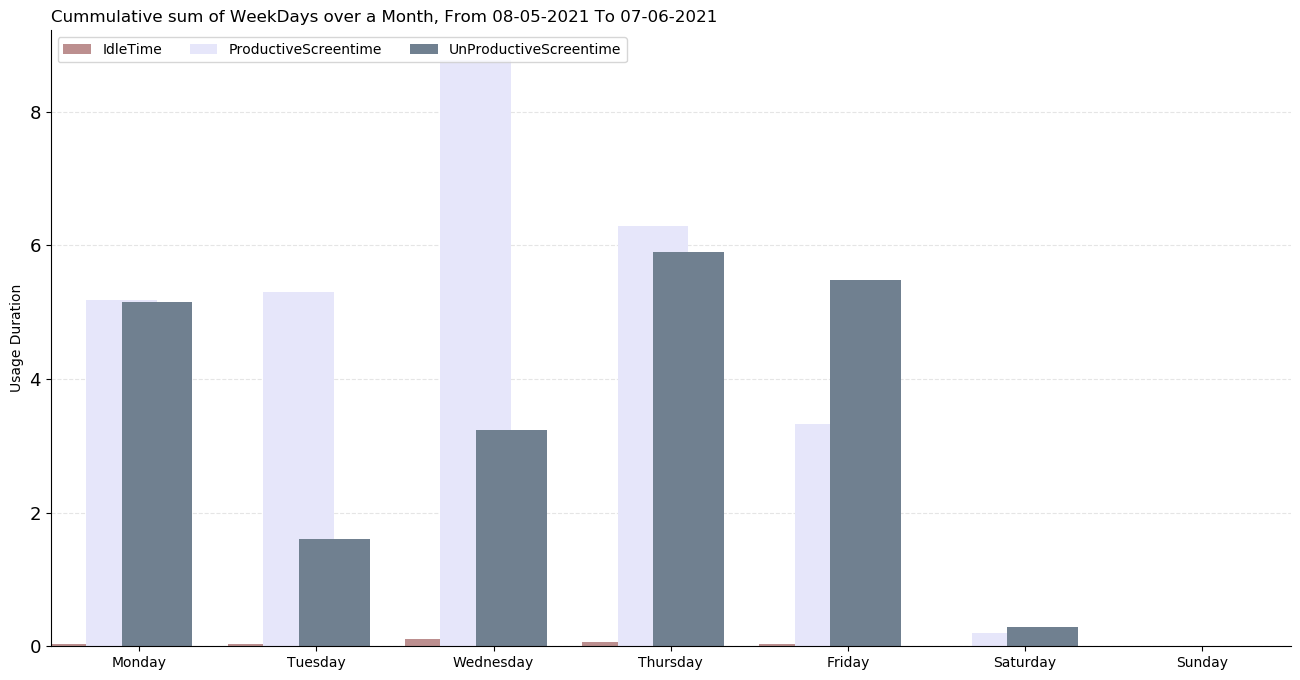 Cummulative sum of WeekDays over a Month, From 08-05-2021 To 07-06-2021
IdleTime ProductiveScreentime UnProductiveScreentime
8
6
4
2
0
Usage Duration
Monday Tuesday Wednesday Thursday Friday Saturday Sunday